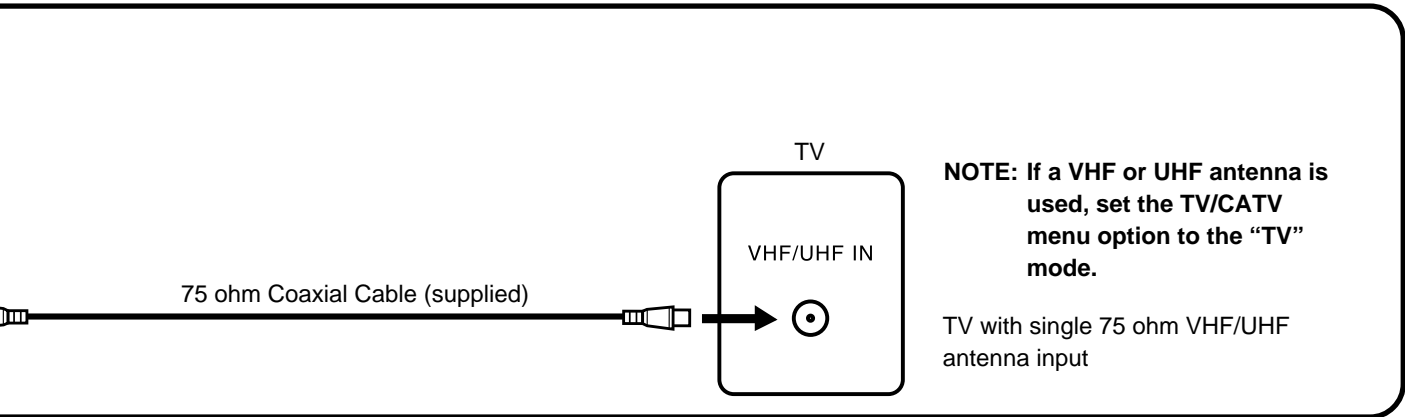 TV
VHF/UHF IN
75 ohm Coaxial Cable (supplied)
NOTE: If a VHF or UHF antenna is
used, set the TV/CATV
menu option to the “TV”
mode.
TV with single 75 ohm VHF/UHF
antenna input